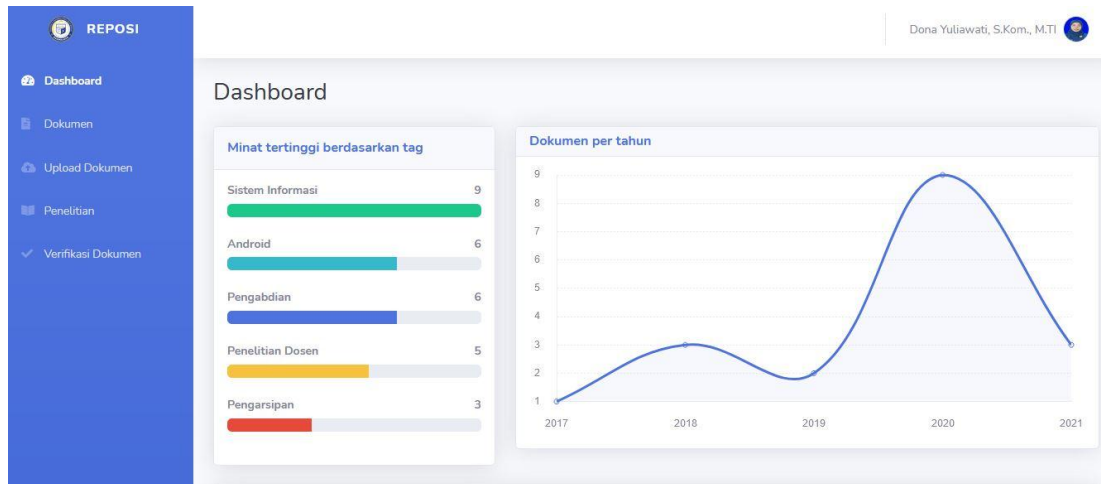 REPOSI
Dona Yuliawati, S.Kom., M.TI
Dashboard
Dokumen
Upload Dokumen
Penelitian
Verifikasi Dokumen
Dashboard
Minat tertinggi berdasarkan tag
Sistem Informasi 9
Android 6
Pengabdian 6
Penelitian Dosen 5
Pengarsipan 3
Dokumen per tahun
9
8
7
6
5
4
3
2
1
2017 2018 2019 2020 2021